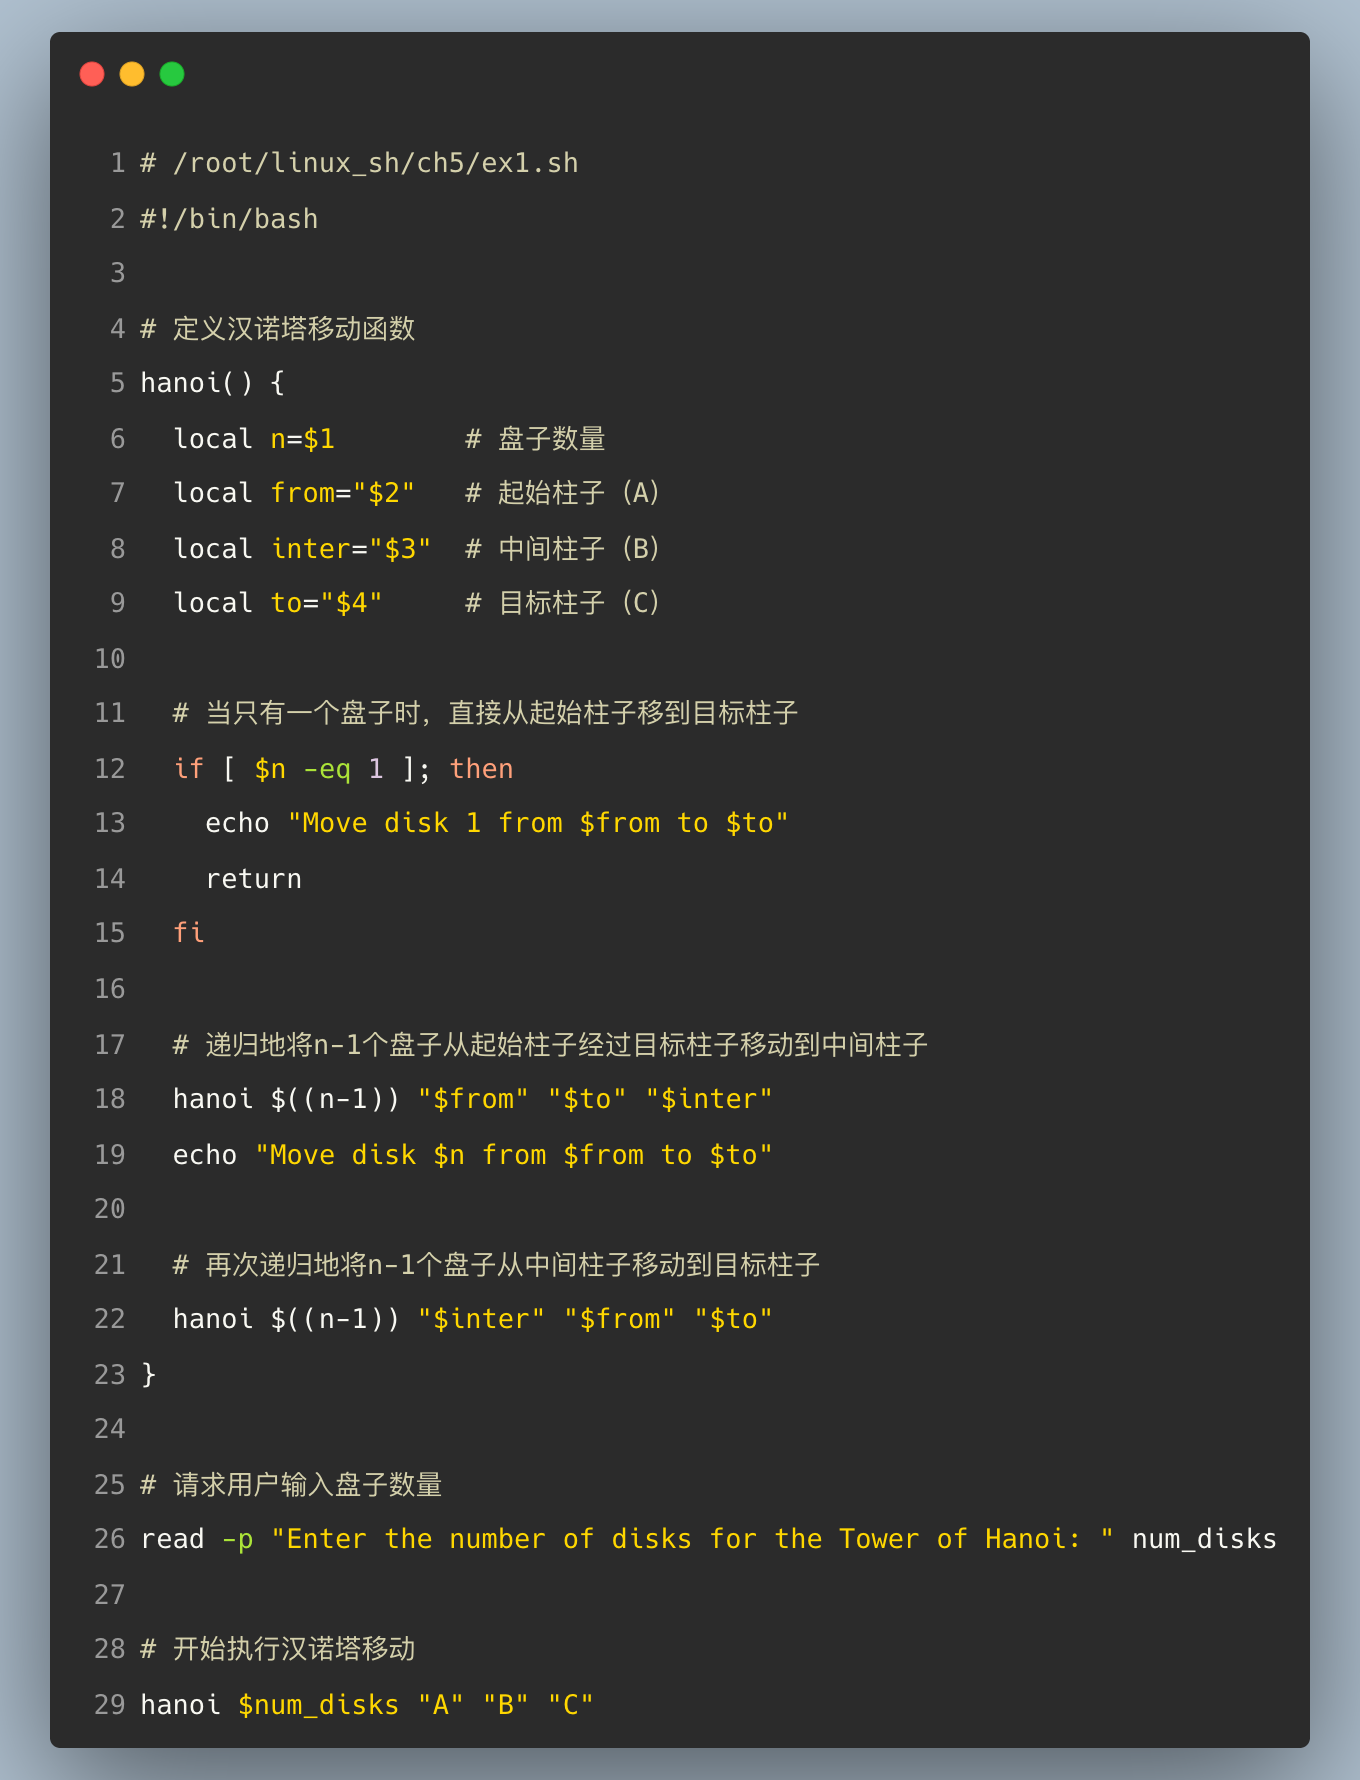 1 # /root/linux_sh/ch5/ex1.sh
2 #!/bin/bash
3
4 # 定义汉诺塔移动函数
5 hanoi() {
6   local n=$1        # 盘子数量
7   local from="$2"   # 起始柱子（A）
8   local inter="$3"  # 中间柱子（B）
9   local to="$4"     # 目标柱子（C）
10
11   # 当只有一个盘子时，直接从起始柱子移到目标柱子
12   if [ $n -eq 1 ]; then
13     echo "Move disk 1 from $from to $to"
14     return
15   fi
16
17   # 递归地将n-1个盘子从起始柱子经过目标柱子移动到中间柱子
18   hanoi $((n-1)) "$from" "$to" "$inter"
19   echo "Move disk $n from $from to $to"
20
21   # 再次递归地将n-1个盘子从中间柱子移动到目标柱子
22   hanoi $((n-1)) "$inter" "$from" "$to"
23 }
24
25 # 请求用户输入盘子数量
26 read -p "Enter the number of disks for the Tower of Hanoi: " num_disks
27
28 # 开始执行汉诺塔移动
29 hanoi $num_disks "A" "B" "C"